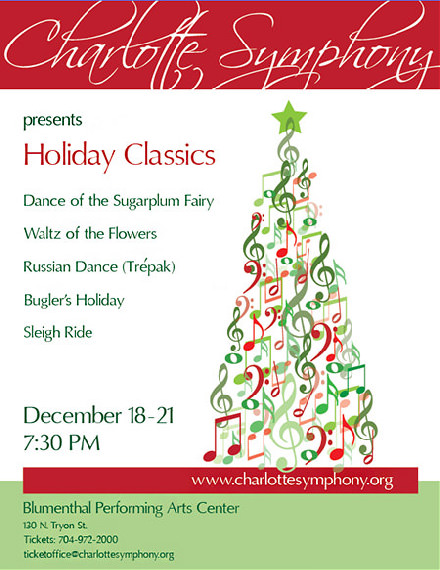 Charlotte Symphony
presents
Holiday Classics
Dance of the Sugarplum Fairy
Waltz of the Flowers
Russian Dance (Trépak)
Bugler's Holiday
Sleigh Ride
December 18-21
7:30 PM
www.charlottesymphony.org
Blumenthal Performing Arts Center
130 N. Tryon St.
Tickets: 704-972-2000
ticketoffice@charlottesymphony.org